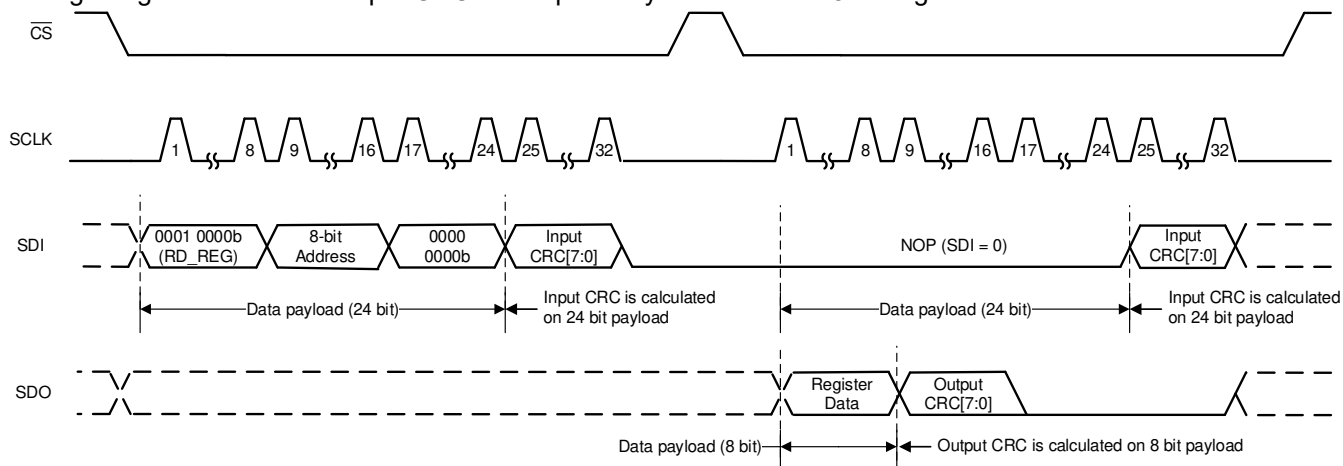 CS
SCLK
1 8 9 16 17 24 25 32 1 8 9 16 17 24 25 32
SDI
0001 0000b
(RD_REG)
8-bit
Address
0000
0000b
Input
CRC[7:0]
NOP (SDI = 0)
Input
CRC[7:0]
Data payload (24 bit)
Input CRC is calculated
on 24 bit payload
Data payload (24 bit)
Input CRC is calculated
on 24 bit payload
SDO
Register
Data
Output
CRC[7:0]
Data payload (8 bit)
Output CRC is calculated on 8 bit payload